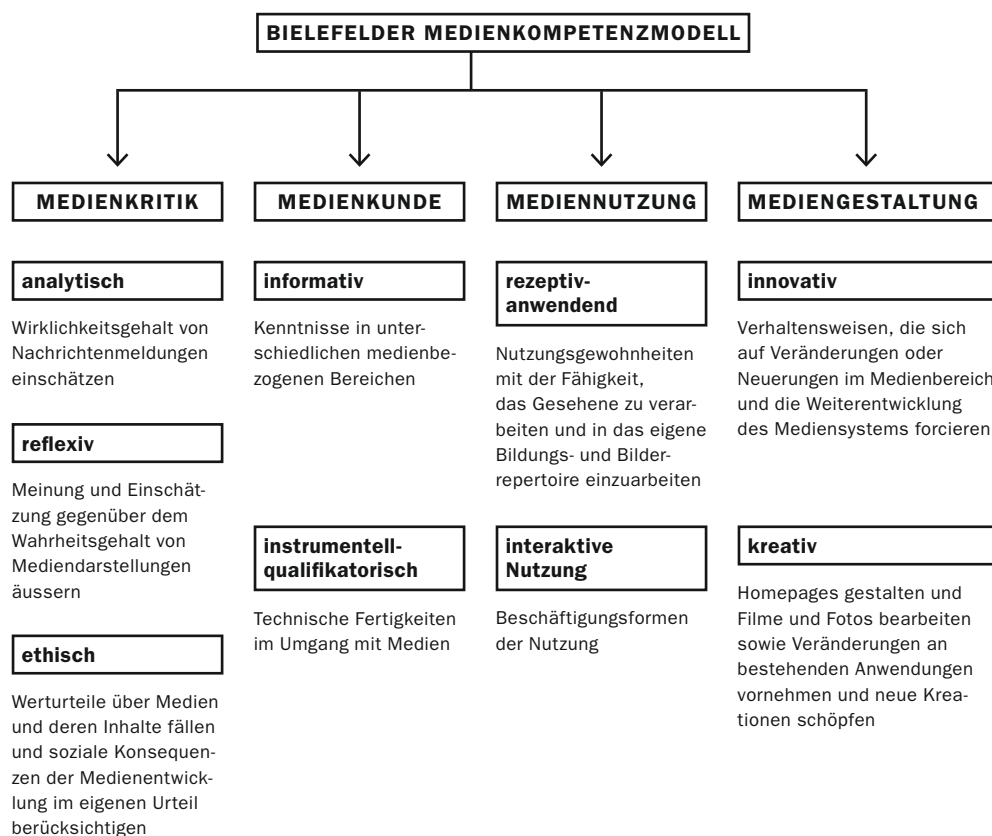 BIELEFELDER MEDIENKOMPETENZMODELL
MEDIENKRITIK
analytisch
Wirklichkeitsgehalt von
Nachrichtenmeldungen
einschätzen
reflexiv
Meinung und Einschät-
zung gegenüber dem
Wahrheitsgehalt von
Mediendarstellungen
äussern
ethisch
Werturteile über Medien
und deren Inhalte fällen
und soziale Konsequen-
zen der Medienentwick-
lung im eigenen Urteil
berücksichtigen
MEDIENKUNDE
informativ
Kenntnisse in unter-
schiedlichen medienbe-
zogenen Bereichen
instrumentell-
qualifikatorisch
Technische Fertigkeiten
im Umgang mit Medien
MEDIENNUTZUNG
rezeptiv-
anwendend
Nutzungsgewohnheiten
mit der Fähigkeit,
das Gesehene zu verar-
beiten und in das eigene
Bildungs- und Bilder-
repertoire einzuarbeiten
interaktive
Nutzung
Beschäftigungsformen
der Nutzung
MEDIENGESTALTUNG
innovativ
Verhaltensweisen, die sich
auf Veränderungen oder
Neuerungen im Medienbereich
und die Weiterentwicklung
des Mediensystems forcieren
kreativ
Homepages gestalten und
Filme und Fotos bearbeiten
sowie Veränderungen an
bestehenden Anwendungen
vornehmen und neue Krea-
tionen schöpfen